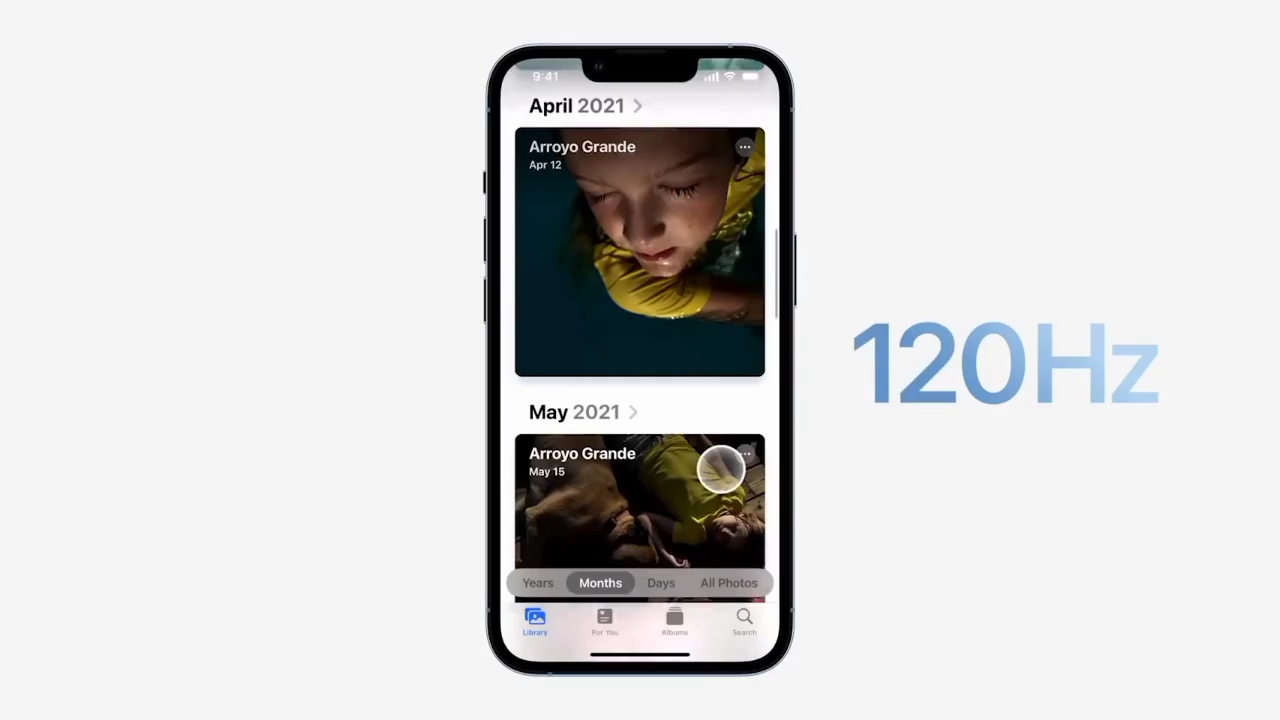 9:41
April 2021
Arroyo Grande
Apr 12
120Hz
May 2021
Arroyo Grande
May 15
Years Months Days All Photos
Library For You Albums Search